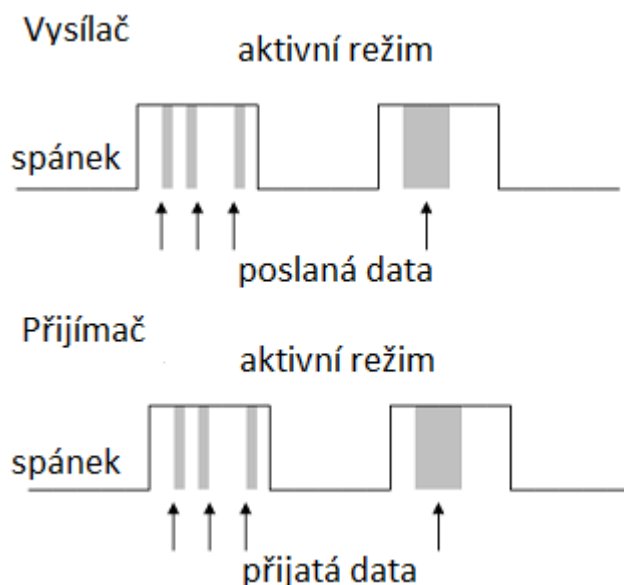 Vysílač
aktivní režim
spánek
poslaná data
Přijímač
aktivní režim
spánek
přijatá data